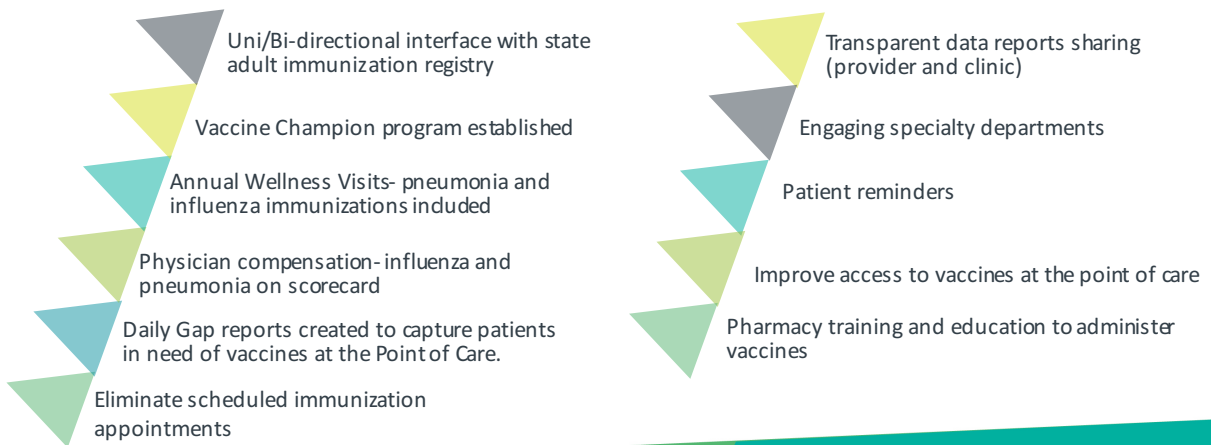 Uni/Bi-directional interface with state
adult immunization registry
Vaccine Champion program established
Annual Wellness Visits- pneumonia and
influenza immunizations included
Physician compensation- influenza and
pneumonia on scorecard
Daily Gap reports created to capture patients
in need of vaccines at the Point of Care.
Eliminate scheduled immunization
appointments
Transparent data reports sharing
(provider and clinic)
Engaging specialty departments
Patient reminders
Improve access to vaccines at the point of care
Pharmacy training and education to administer
vaccines